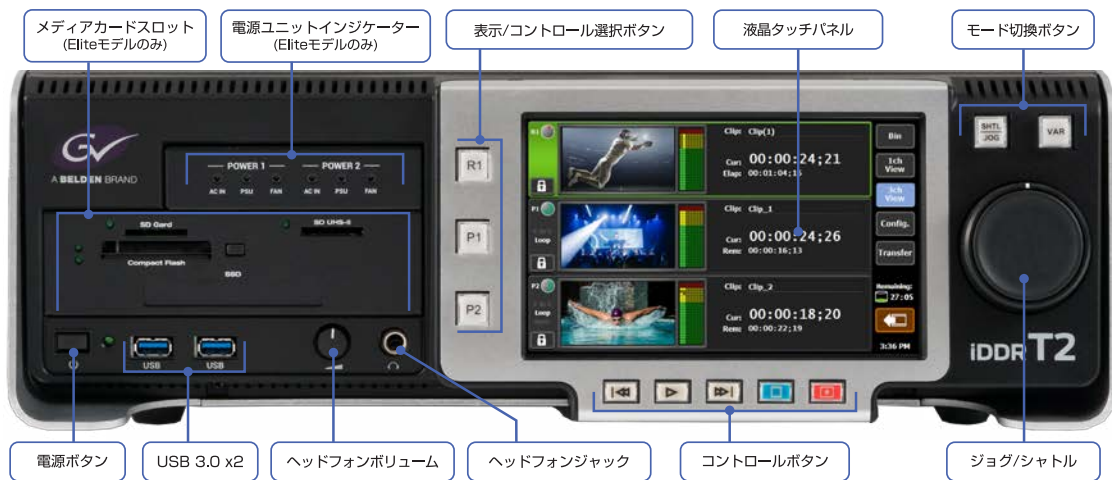 メディアカードスロット
(Eliteモデルのみ)
電源ユニットインジケーター
(Eliteモデルのみ)
表示/コントロール選択ボタン
液晶タッチパネル
モード切換ボタン
GV
A BELDEN BRAND
POWER 1
POWER 2
AC IN PSU FAN AC IN PSU FAN
SD Card
SD UHS-II
Compact Flash
SSD
USB
USB
R1
P1
P2
R1
Clip: Clip(1)
Cur: 00:00:24;21
Elap: 00:01:04;15
P1
Loop
Clip: Clip_1
Cur: 00:00:24;26
Rem: 00:00:16;13
P2
Loop
Clip: Clip_2
Cur: 00:00:18;20
Rem: 00:00:22;19
Bin
1ch
View
3ch
View
Config.
Transfer
Remaining:
27:05
3:36 PM
SHTL
JOG
VAR
iDDR T2
電源ボタン
USB 3.0 x2
ヘッドフォンボリューム
ヘッドフォンジャック
コントロールボタン
ジョグ/シャトル